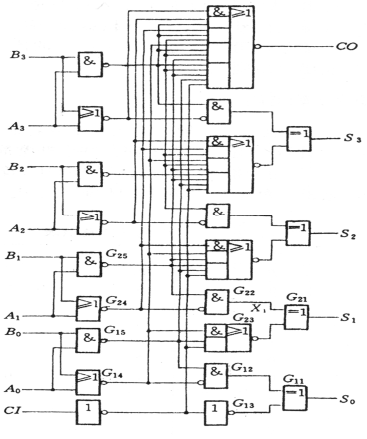 & ≥1
B₃
&
CO
&
A₃
≥1
=1
S₃
B₂
&
& ≥1
A₂
≥1
&
=1
S₂
B₁
&
G₂₅
& ≥1
G₂₂
G₂₄
&
G₂₁
A₁
≥1
X₁
=1
S₁
B₀
G₁₅
G₂₃
&
& ≥1
G₁₄
G₁₂
A₀
≥1
&
G₁₁
CI
1
1
G₁₃
=1
S₀